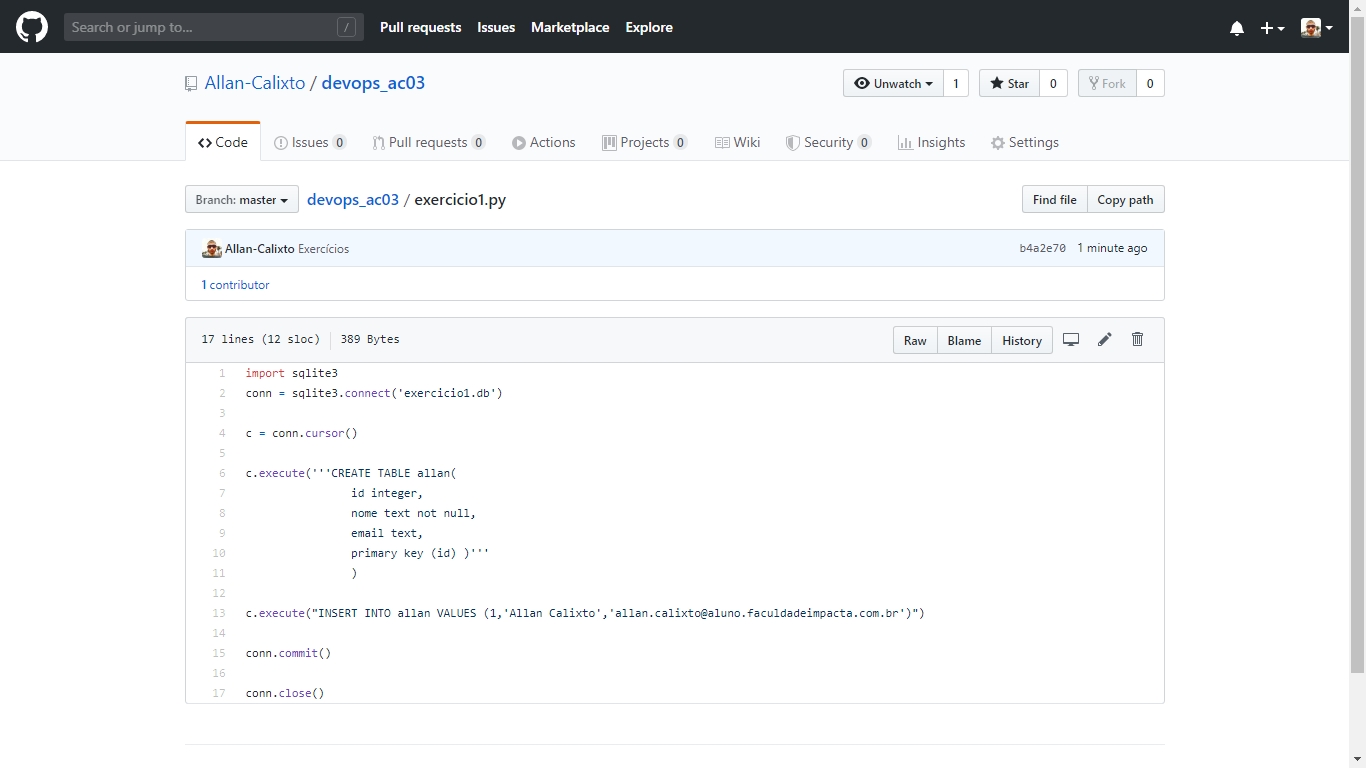 Search or jump to... /
Pull requests Issues Marketplace Explore
Allan-Calixto / devops_ac03
Unwatch 1 Star 0 Fork 0
Code Issues 0 Pull requests 0 Actions Projects 0 Wiki Security 0 Insights Settings
Branch: master devops_ac03 / exercicio1.py Find file Copy path
Allan-Calixto Exercícios b4a2e70 1 minute ago
1 contributor
17 lines (12 sloc) 389 Bytes Raw Blame History
1 import sqlite3
2 conn = sqlite3.connect('exercicio1.db')
3
4 c = conn.cursor()
5
6 c.execute('''CREATE TABLE allan(
7 id integer,
8 nome text not null,
9 email text,
10 primary key (id) )'''
11 )
12
13 c.execute("INSERT INTO allan VALUES (1,'Allan Calixto','allan.calixto@aluno.faculdadeimpacta.com.br')")
14
15 conn.commit()
16
17 conn.close()